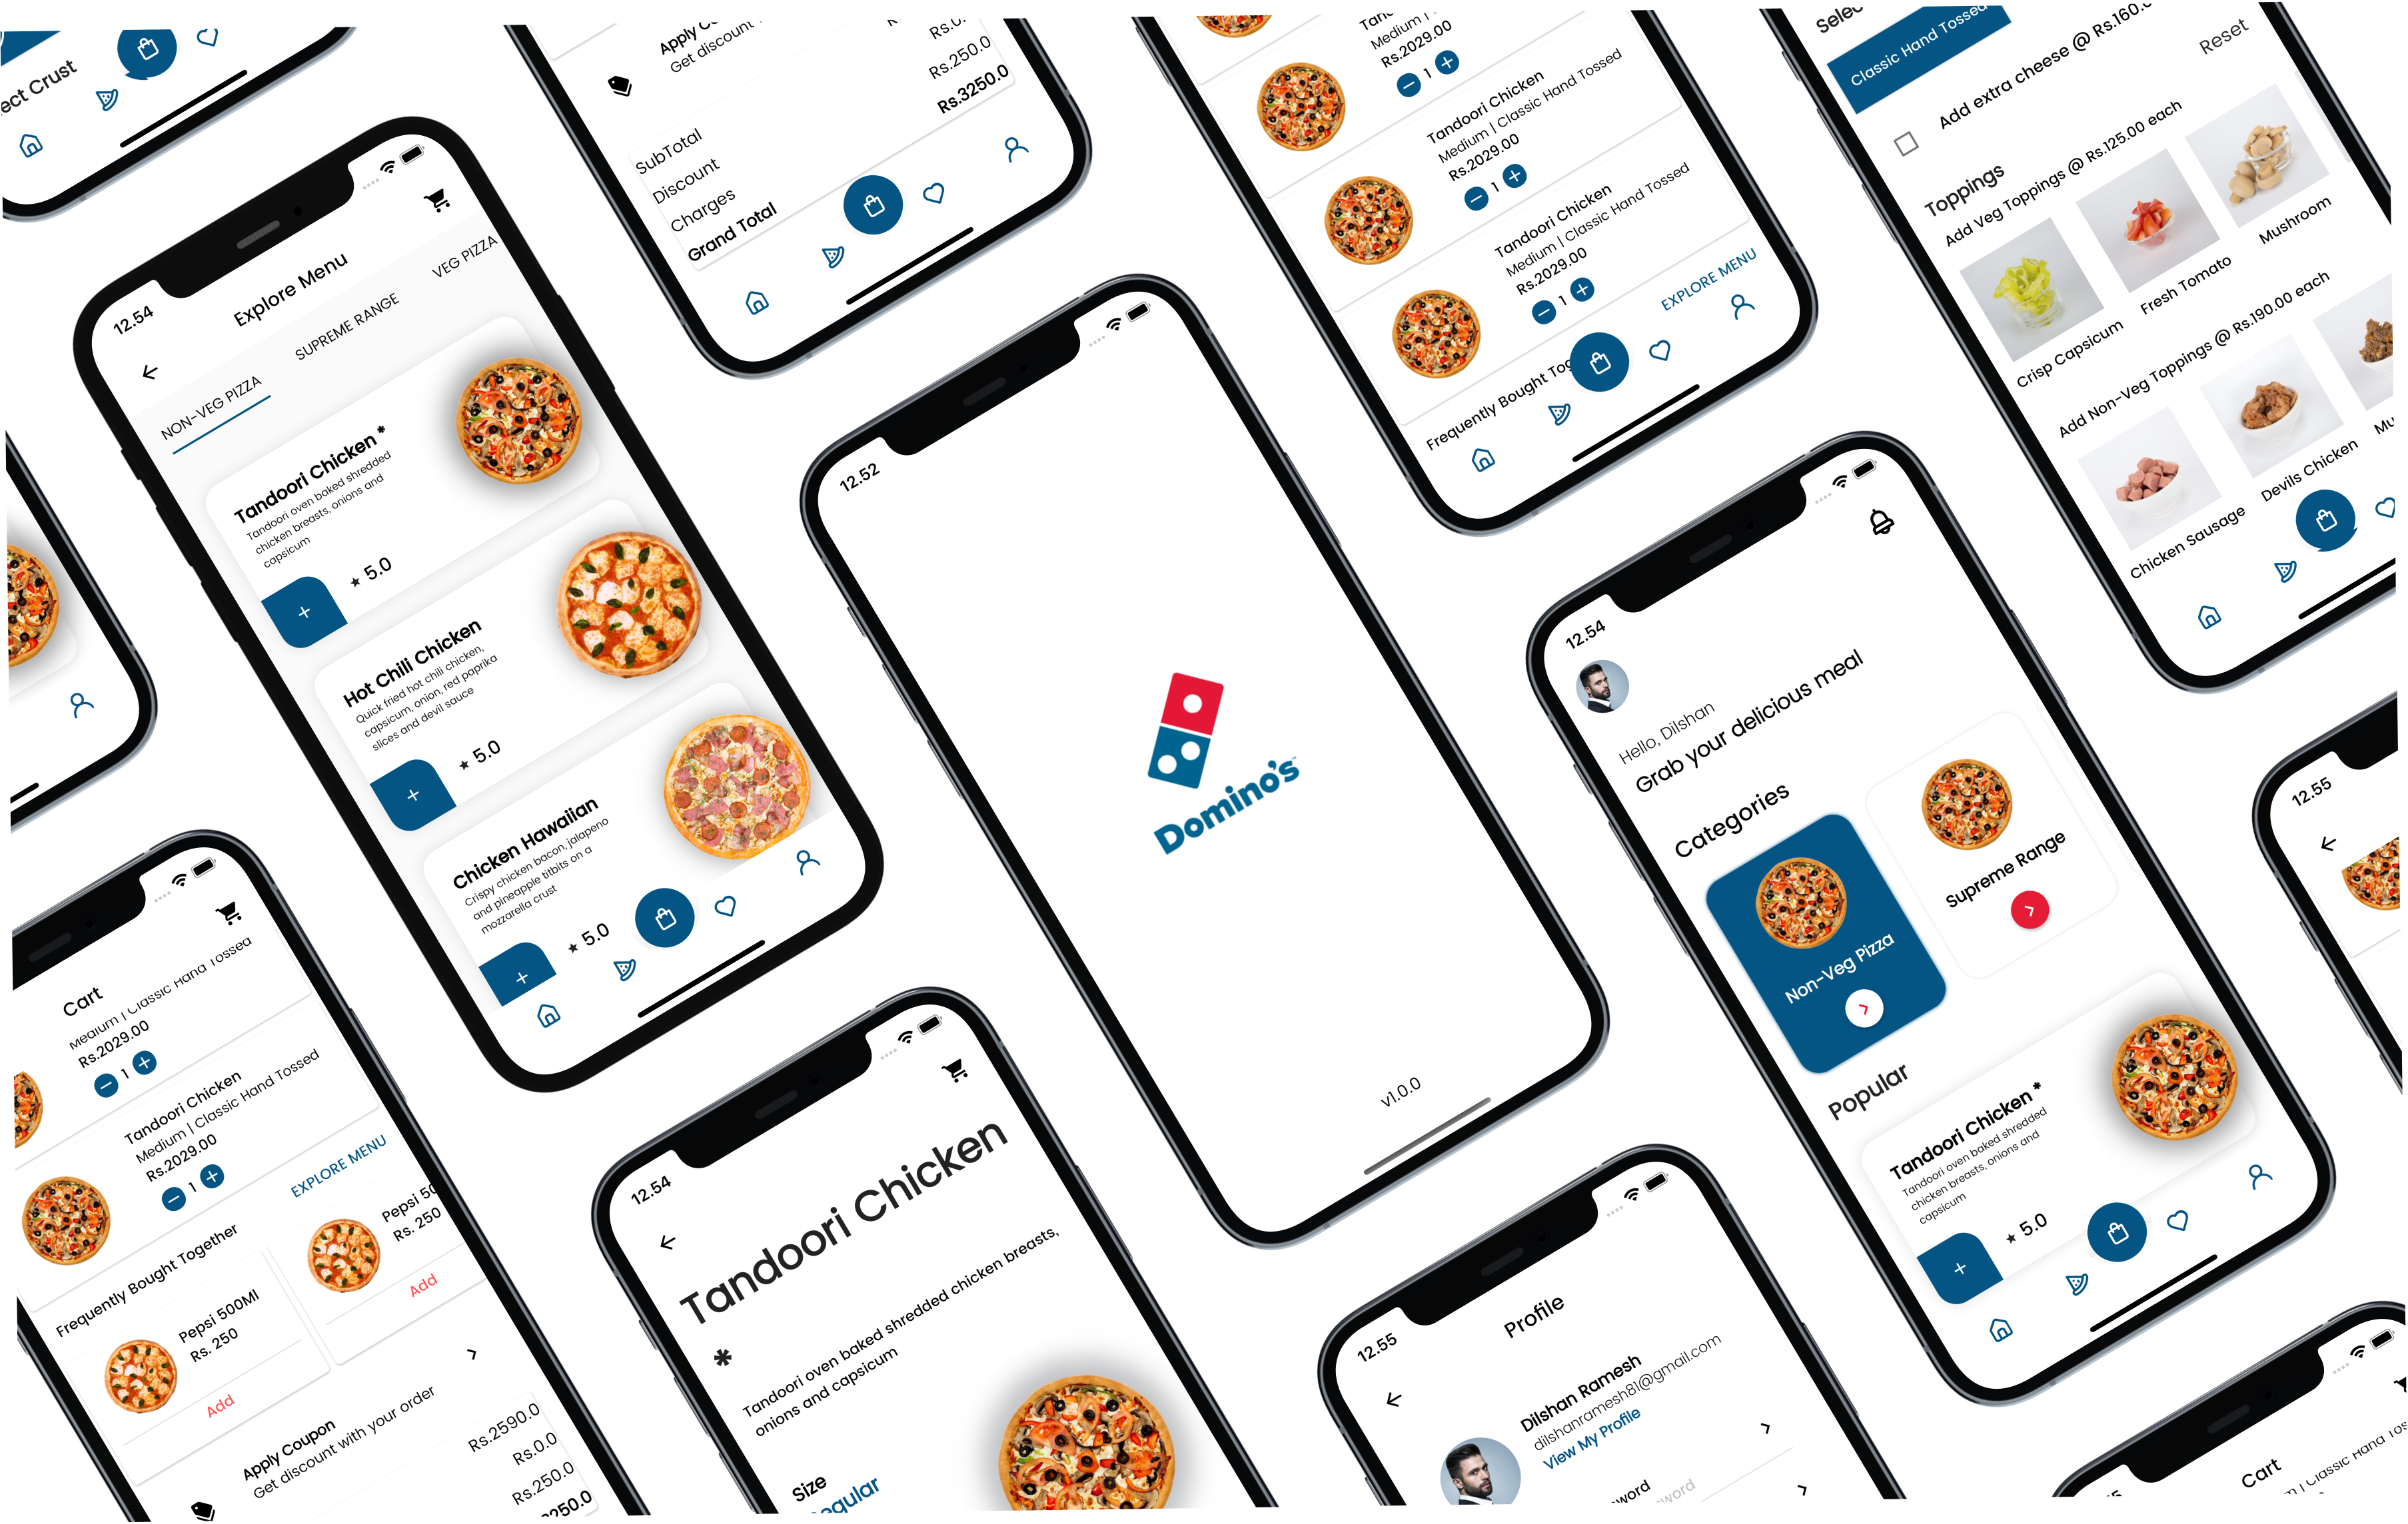 ect Crust
12.54
Explore Menu
NON-VEG PIZZA
SUPREME RANGE
VEG PIZZA
Tandoori Chicken *
Tandoori oven baked shredded
chicken breasts, onions and
capsicum
+
★ 5.0
Hot Chili Chicken
Quick fried hot chili chicken,
capsicum, onion, red paprika
slices and devil sauce
+
★ 5.0
Chicken Hawaiian
Crispy chicken bacon, jalapeno
and pineapple titbits on a
mozzarella crust
+
★ 5.0
Cart
Medium | Classic Hand Tossed
Rs.2029.00
1
Tandoori Chicken
Medium | Classic Hand Tossed
Rs.2029.00
1
EXPLORE MENU
Frequently Bought Together
Pepsi 500Ml
Rs. 250
Add
Pepsi 50
Rs. 250
Add
Apply Coupon
Get discount with your order
Rs.2590.0
Rs.0.0
Rs.250.0
250.0
Get discount
SubTotal
Rs.0.
Discount
Rs.250.0
Charges
Rs.3250.0
Grand Total
12.52
Domino's
v1.0.0
12.54
Tandoori Chicken
*
Tandoori oven baked shredded chicken breasts,
onions and capsicum
Size
Medium |
Rs.2029.00
1
Tandoori Chicken
Medium | Classic Hand Tossed
Rs.2029.00
1
Tandoori Chicken
Medium | Classic Hand Tossed
Rs.2029.00
1
EXPLORE MENU
Frequently Bought Tog
12.54
Hello, Dilshan
Grab your delicious meal
Categories
Non-Veg Pizza
Supreme Range
Popular
Tandoori Chicken *
Tandoori oven baked shredded
chicken breasts, onions and
capsicum
+
★ 5.0
12.55
Profile
Dilshan Ramesh
dilshanramesh81@gmail.com
View My Profile
Classic Hand Tossed
Add extra cheese @ Rs.160.
Reset
Toppings
Add Veg Toppings @ Rs.125.00 each
Crisp Capsicum
Fresh Tomato
Mushroom
Add Non-Veg Toppings @ Rs.190.00 each
Chicken Sausage
Devils Chicken
Mu
12.55
Cart